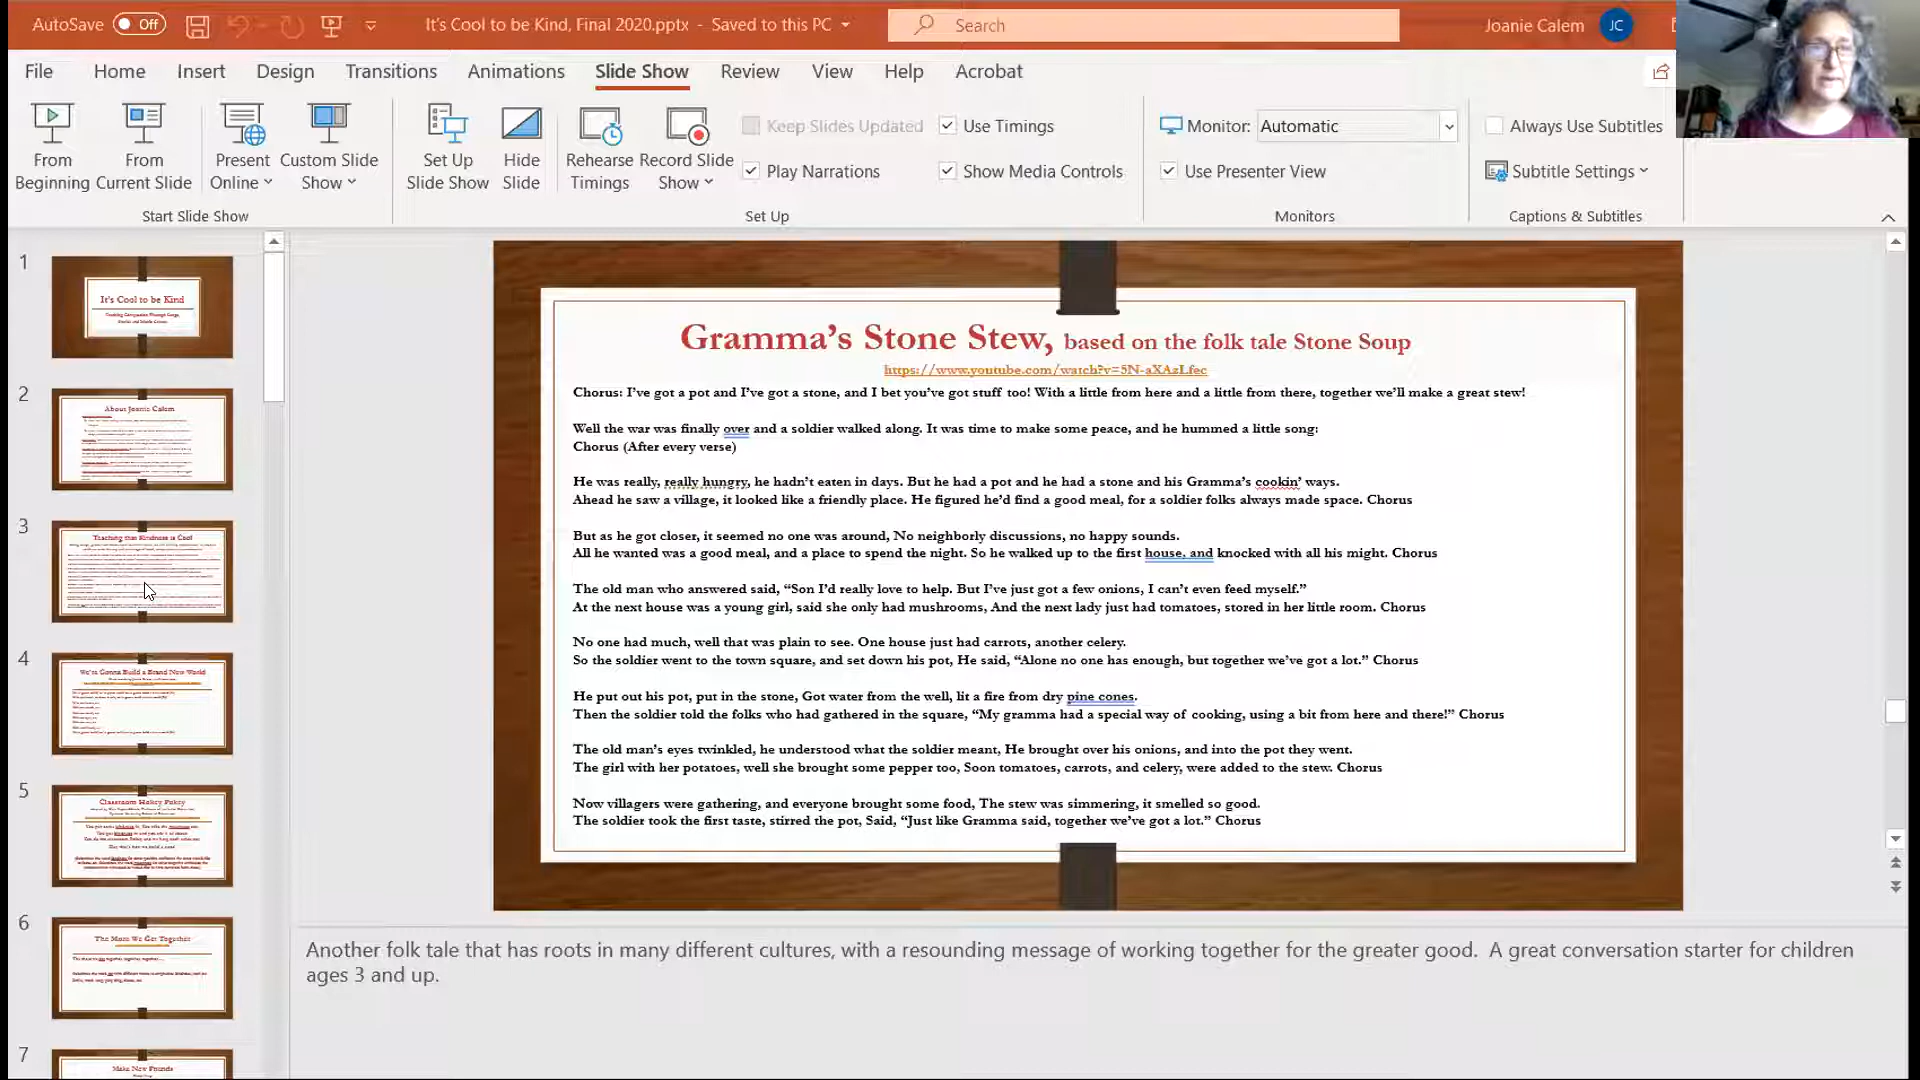 AutoSave Off It's Cool to be Kind, Final 2020.pptx - Saved to this PC Search Joanie Calem JC
File Home Insert Design Transitions Animations Slide Show Review View Help Acrobat
From Beginning
From Current Slide
Present Online
Custom Slide Show
Set Up Slide Show
Hide Slide
Rehearse Timings
Record Slide Show
Keep Slides Updated
Play Narrations
Use Timings
Show Media Controls
Monitor: Automatic
Use Presenter View
Always Use Subtitles
Subtitle Settings
Start Slide Show Set Up Monitors Captions & Subtitles
1
It's Cool to be Kind
2
About Joanie Calem
3
Teaching that Kindness is Cool
4
We're Gonna Build a Brand New World
5
Classroom Hokey Pokey
6
The More We Get Together
7
Make New Friends
Gramma's Stone Stew, based on the folk tale Stone Soup
https://www.youtube.com/watch?v=5N-aXAzLfec
Chorus: I've got a pot and I've got a stone, and I bet you've got stuff too! With a little from here and a little from there, together we'll make a great stew!
Well the war was finally over and a soldier walked along. It was time to make some peace, and he hummed a little song:
Chorus (After every verse)
He was really, really hungry, he hadn't eaten in days. But he had a pot and he had a stone and his Gramma's cookin' ways.
Ahead he saw a village, it looked like a friendly place. He figured he'd find a good meal, for a soldier folks always made space. Chorus
But as he got closer, it seemed no one was around, No neighborly discussions, no happy sounds.
All he wanted was a good meal, and a place to spend the night. So he walked up to the first house, and knocked with all his might. Chorus
The old man who answered said, "Son I'd really love to help. But I've just got a few onions, I can't even feed myself."
At the next house was a young girl, said she only had mushrooms, And the next lady just had tomatoes, stored in her little room. Chorus
No one had much, well that was plain to see. One house just had carrots, another celery.
So the soldier went to the town square, and set down his pot, He said, "Alone no one has enough, but together we've got a lot." Chorus
He put out his pot, put in the stone, Got water from the well, lit a fire from dry pine cones.
Then the soldier told the folks who had gathered in the square, "My gramma had a special way of cooking, using a bit from here and there!" Chorus
The old man's eyes twinkled, he understood what the soldier meant, He brought over his onions, and into the pot they went.
The girl with her potatoes, well she brought some pepper too, Soon tomatoes, carrots, and celery, were added to the stew. Chorus
Now villagers were gathering, and everyone brought some food, The stew was simmering, it smelled so good.
The soldier took the first taste, stirred the pot, Said, "Just like Gramma said, together we've got a lot." Chorus
Another folk tale that has roots in many different cultures, with a resounding message of working together for the greater good. A great conversation starter for children
ages 3 and up.